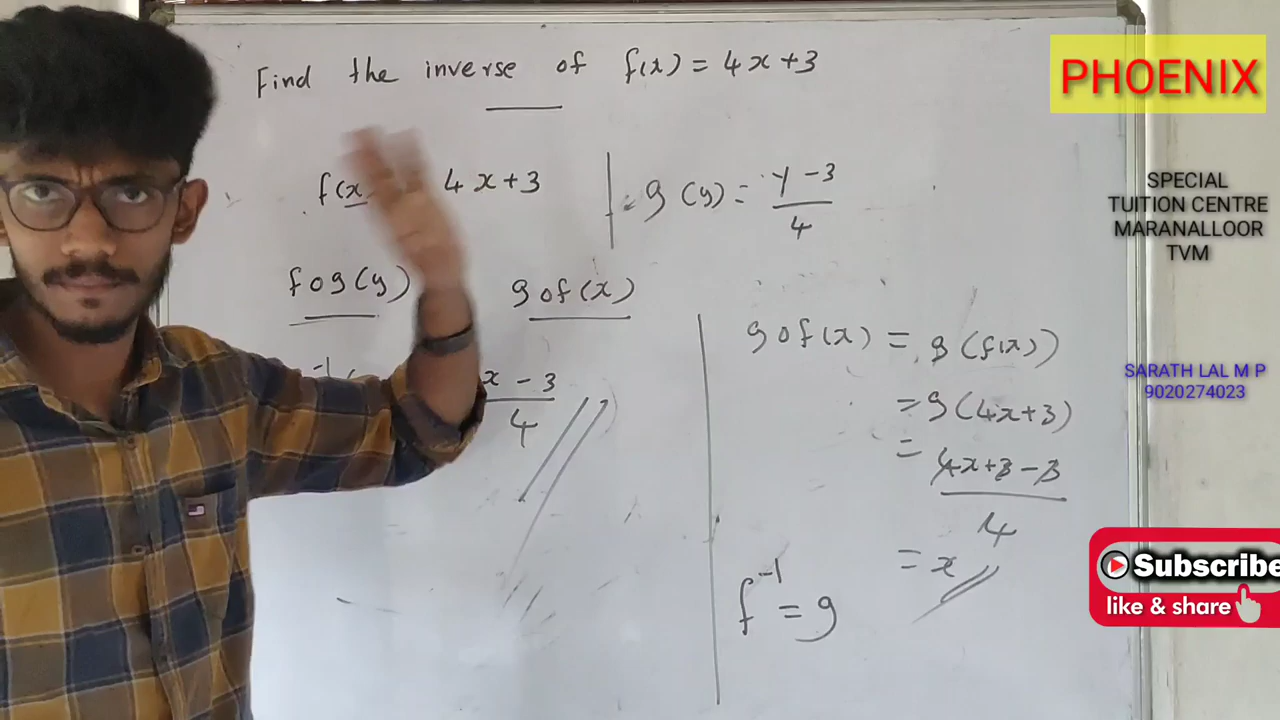 Find the inverse of f(x) = 4x+3
f(x 4x+3
g(y) = y-3
4
fog(y) gof(x)
-1
x-3
4
gof(x) = g(f(x))
= g(4x+3)
= 4x+3-3
4
= x
f⁻¹ = g
PHOENIX
SPECIAL
TUITION CENTRE
MARANALLOOR
TVM
SARATH LAL M P
9020274023
Subscribe
like & share